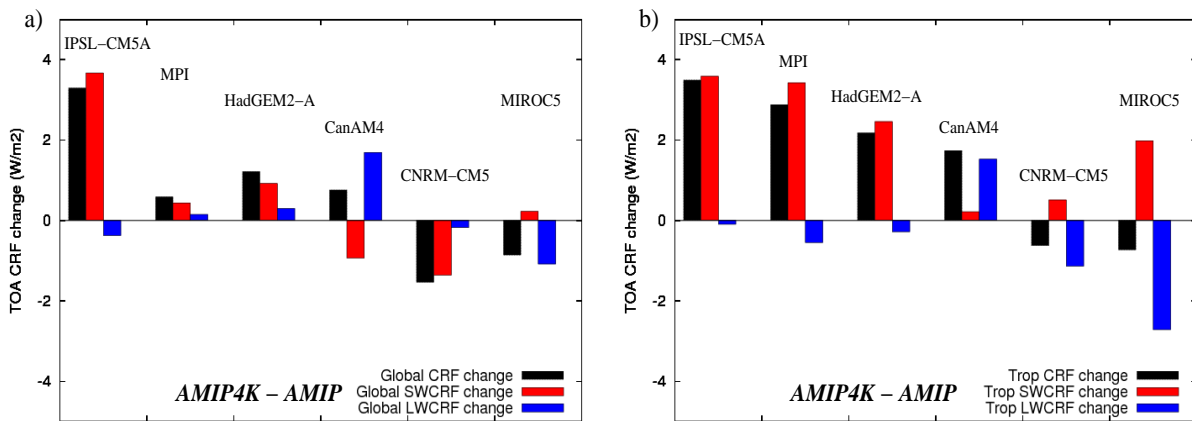 a)
TOA CRF change (W/m2)
4
2
0
-2
-4
IPSL−CM5A
MPI
HadGEM2−A
CanAM4
CNRM−CM5
MIROC5
AMIP4K − AMIP
Global CRF change
Global SWCRF change
Global LWCRF change
b)
TOA CRF change (W/m2)
4
2
0
-2
-4
IPSL−CM5A
MPI
HadGEM2−A
CanAM4
CNRM−CM5
MIROC5
AMIP4K − AMIP
Trop CRF change
Trop SWCRF change
Trop LWCRF change